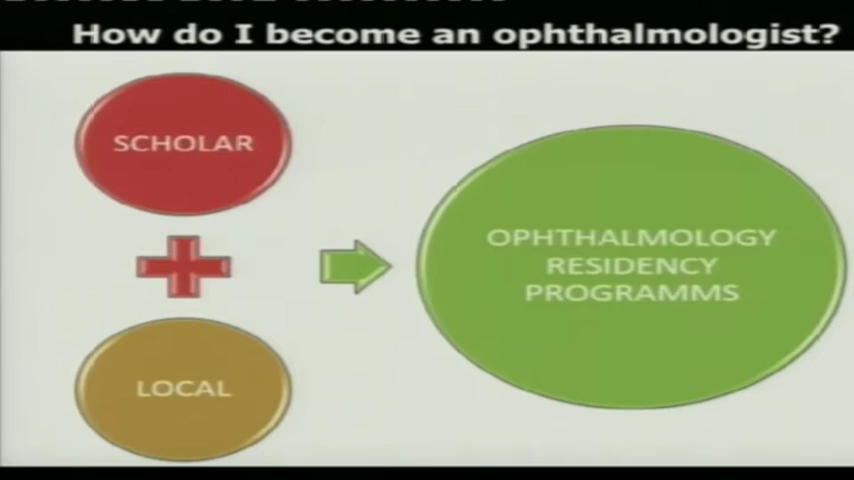 How do I become an ophthalmologist?
SCHOLAR
LOCAL
OPHTHALMOLOGY
RESIDENCY
PROGRAMMS